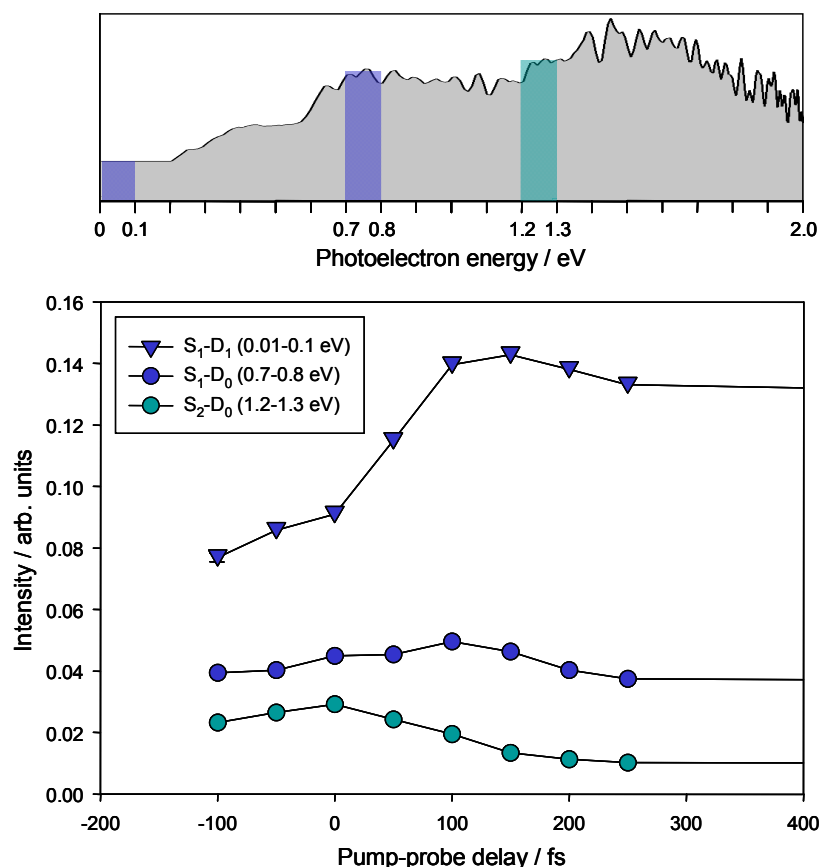 0 0.1 0.7 0.8 1.2 1.3 2.0
Photoelectron energy / eV
0.16
S₁-D₁ (0.01-0.1 eV)
S₁-D₀ (0.7-0.8 eV)
S₂-D₀ (1.2-1.3 eV)
0.14
0.12
0.10
0.08
0.06
0.04
0.02
0.00
Intensity / arb. units
-200 -100 0 100 200 300 400
Pump-probe delay / fs